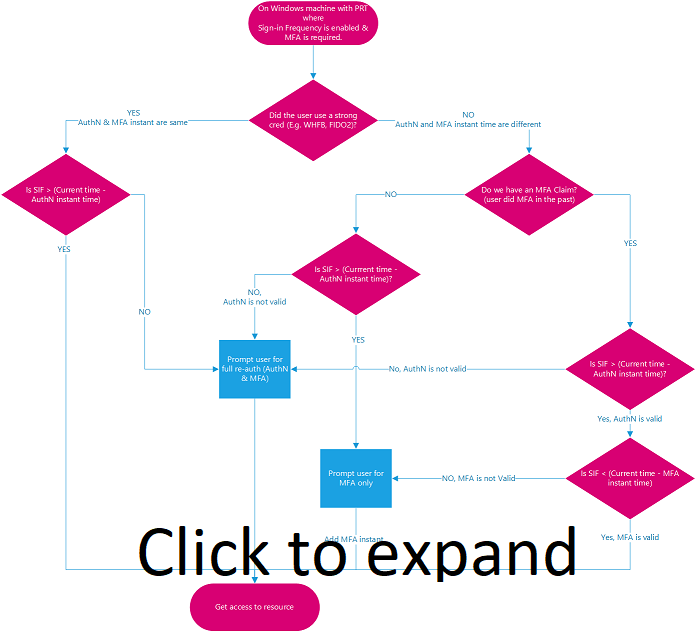 On Windows machine with PRT
where
Sign-in Frequency is enabled &
MFA is required.
Did the user use a strong
cred (E.g. WHFB, FIDO2)?
YES
AuthN & MFA instant are same
NO
AuthN and MFA instant time are different
Is SIF > (Current time -
AuthN instant time)
Do we have an MFA Claim?
(user did MFA in the past)
NO
YES
YES
Is SIF > (Currrent time -
AuthN instant time)?
NO,
AuthN is not valid
NO
YES
Prompt user for
full re-auth (AuthN
& MFA)
No, AuthN is not valid
Is SIF > (Current time -
AuthN instant time)?
Yes, AuthN is valid
Prompt user for
MFA only
NO, MFA is not Valid
Is SIF < (Current time - MFA
instant time)
Add MFA instant
Yes, MFA is valid
Click to expand
Get access to resource